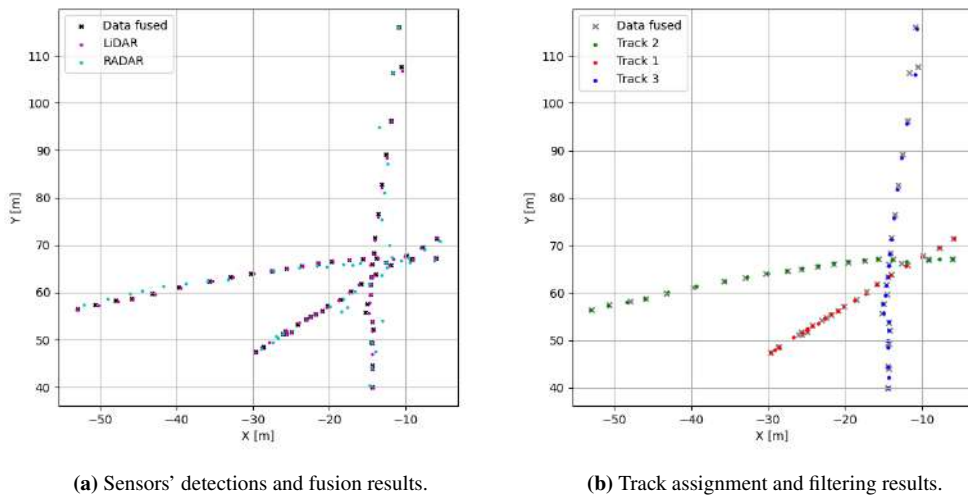 Data fused
LiDAR
RADAR
110
100
90
80
70
60
50
40
Y [m]
−50 −40 −30 −20 −10
X [m]
(a) Sensors' detections and fusion results.
Data fused
Track 2
Track 1
Track 3
110
100
90
80
70
60
50
40
Y [m]
−50 −40 −30 −20 −10
X [m]
(b) Track assignment and filtering results.